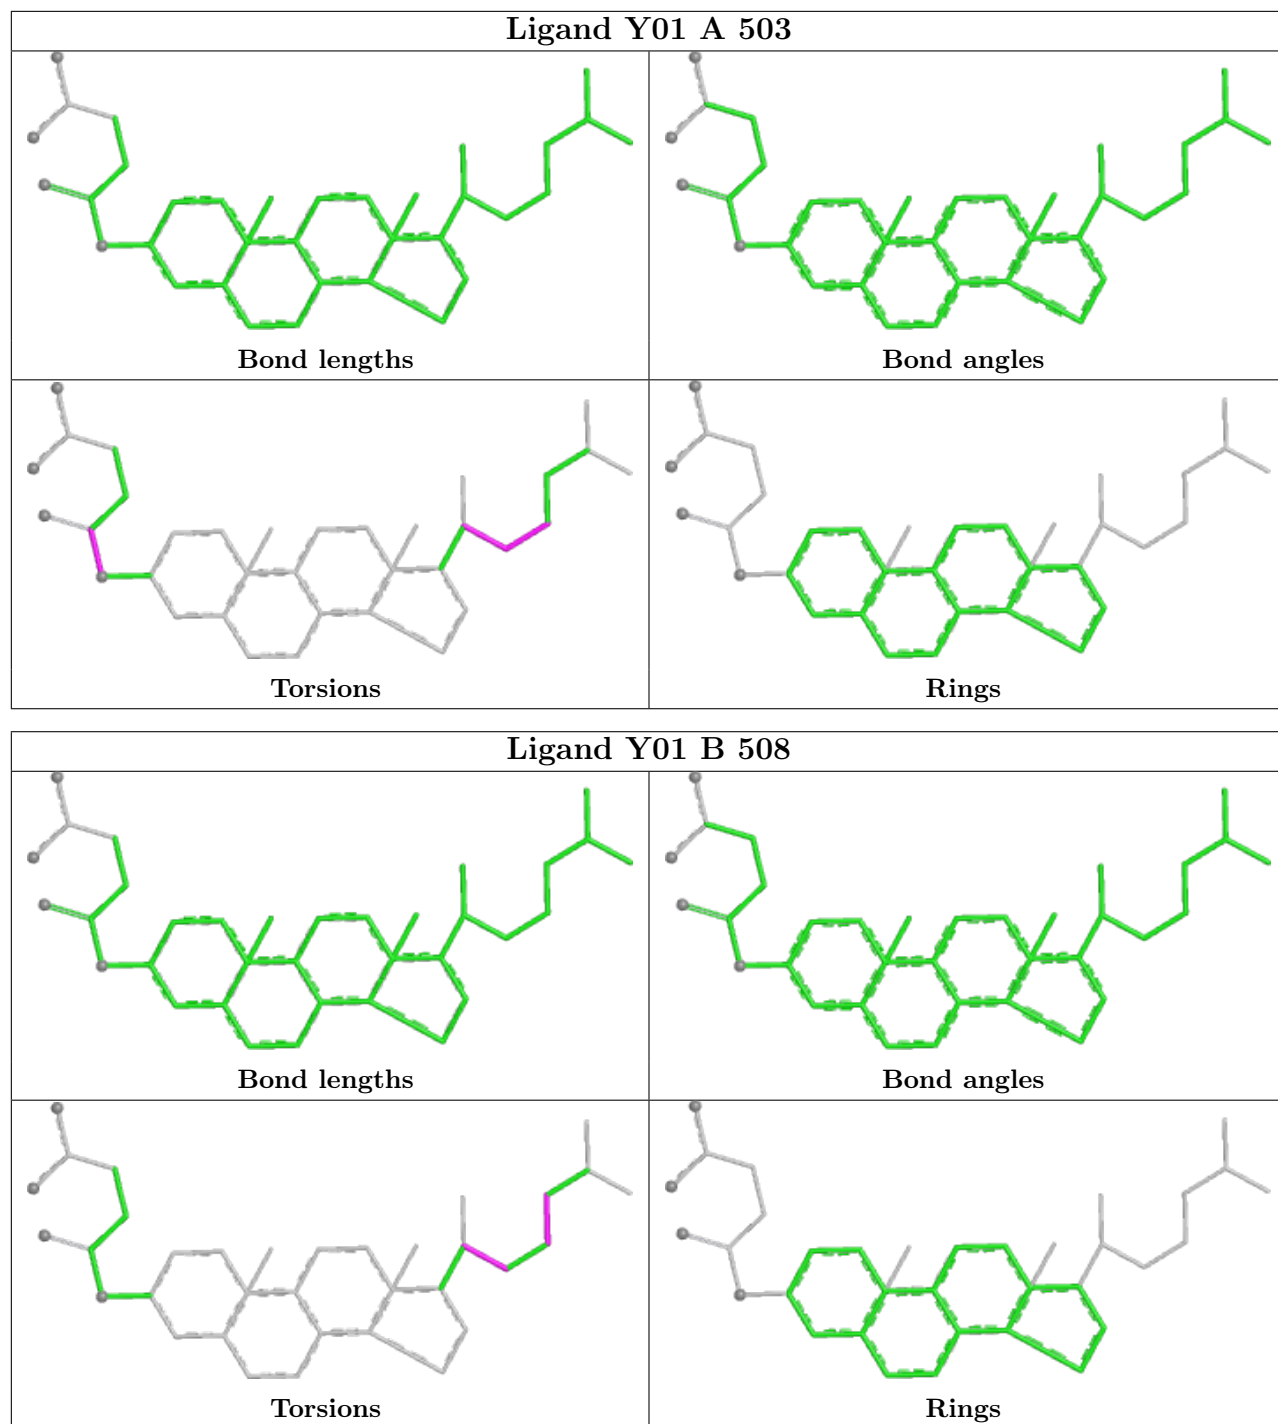 Ligand Y01 A 503
Bond lengths
Bond angles
Torsions
Rings
Ligand Y01 B 508
Bond lengths
Bond angles
Torsions
Rings